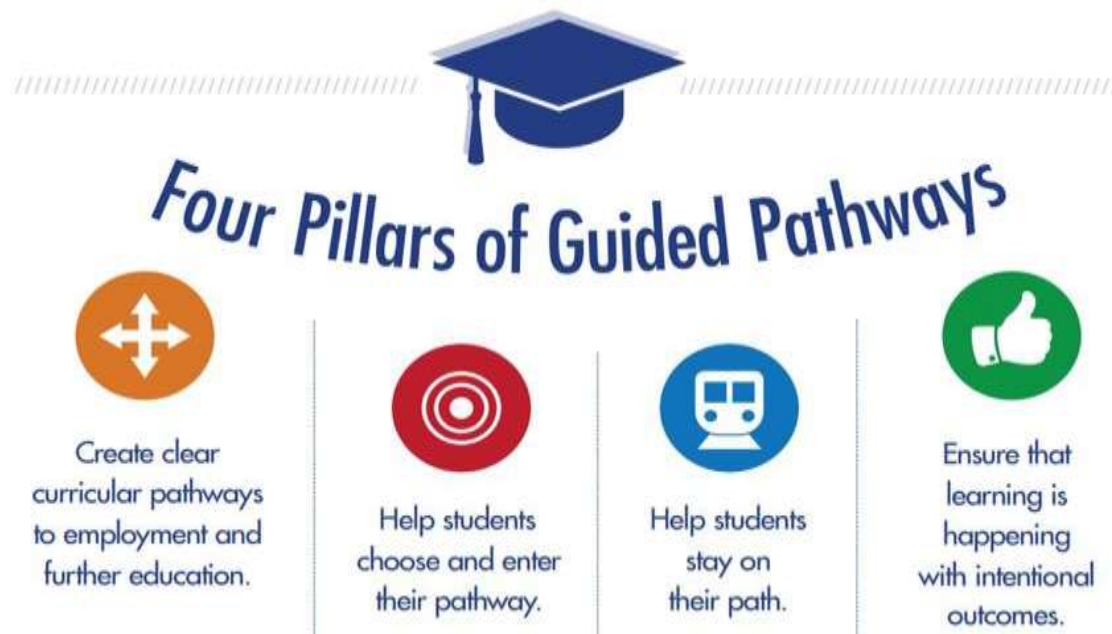 Four Pillars of Guided Pathways
Create clear
curricular pathways
to employment and
further education.
Help students
choose and enter
their pathway.
Help students
stay on
their path.
Ensure that
learning is
happening
with intentional
outcomes.